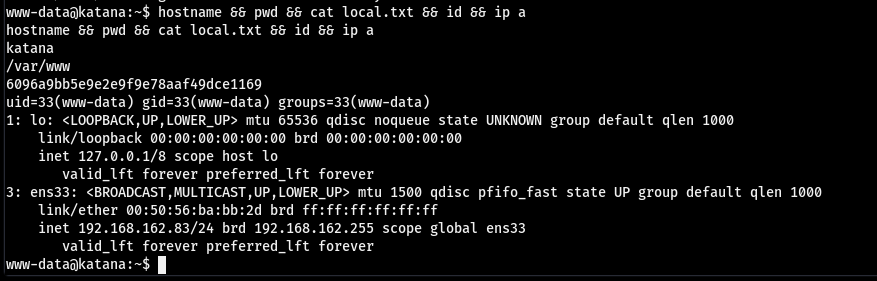 www-data@katana:~$ hostname && pwd && cat local.txt && id && ip a
hostname && pwd && cat local.txt && id && ip a
katana
/var/www
6096a9bb5e9e2e9f9e78aaf49dce1169
uid=33(www-data) gid=33(www-data) groups=33(www-data)
1: lo: <LOOPBACK,UP,LOWER_UP> mtu 65536 qdisc noqueue state UNKNOWN group default qlen 1000
    link/loopback 00:00:00:00:00:00 brd 00:00:00:00:00:00
    inet 127.0.0.1/8 scope host lo
       valid_lft forever preferred_lft forever
3: ens33: <BROADCAST,MULTICAST,UP,LOWER_UP> mtu 1500 qdisc pfifo_fast state UP group default qlen 1000
    link/ether 00:50:56:ba:bb:2d brd ff:ff:ff:ff:ff:ff
    inet 192.168.162.83/24 brd 192.168.162.255 scope global ens33
       valid_lft forever preferred_lft forever
www-data@katana:~$